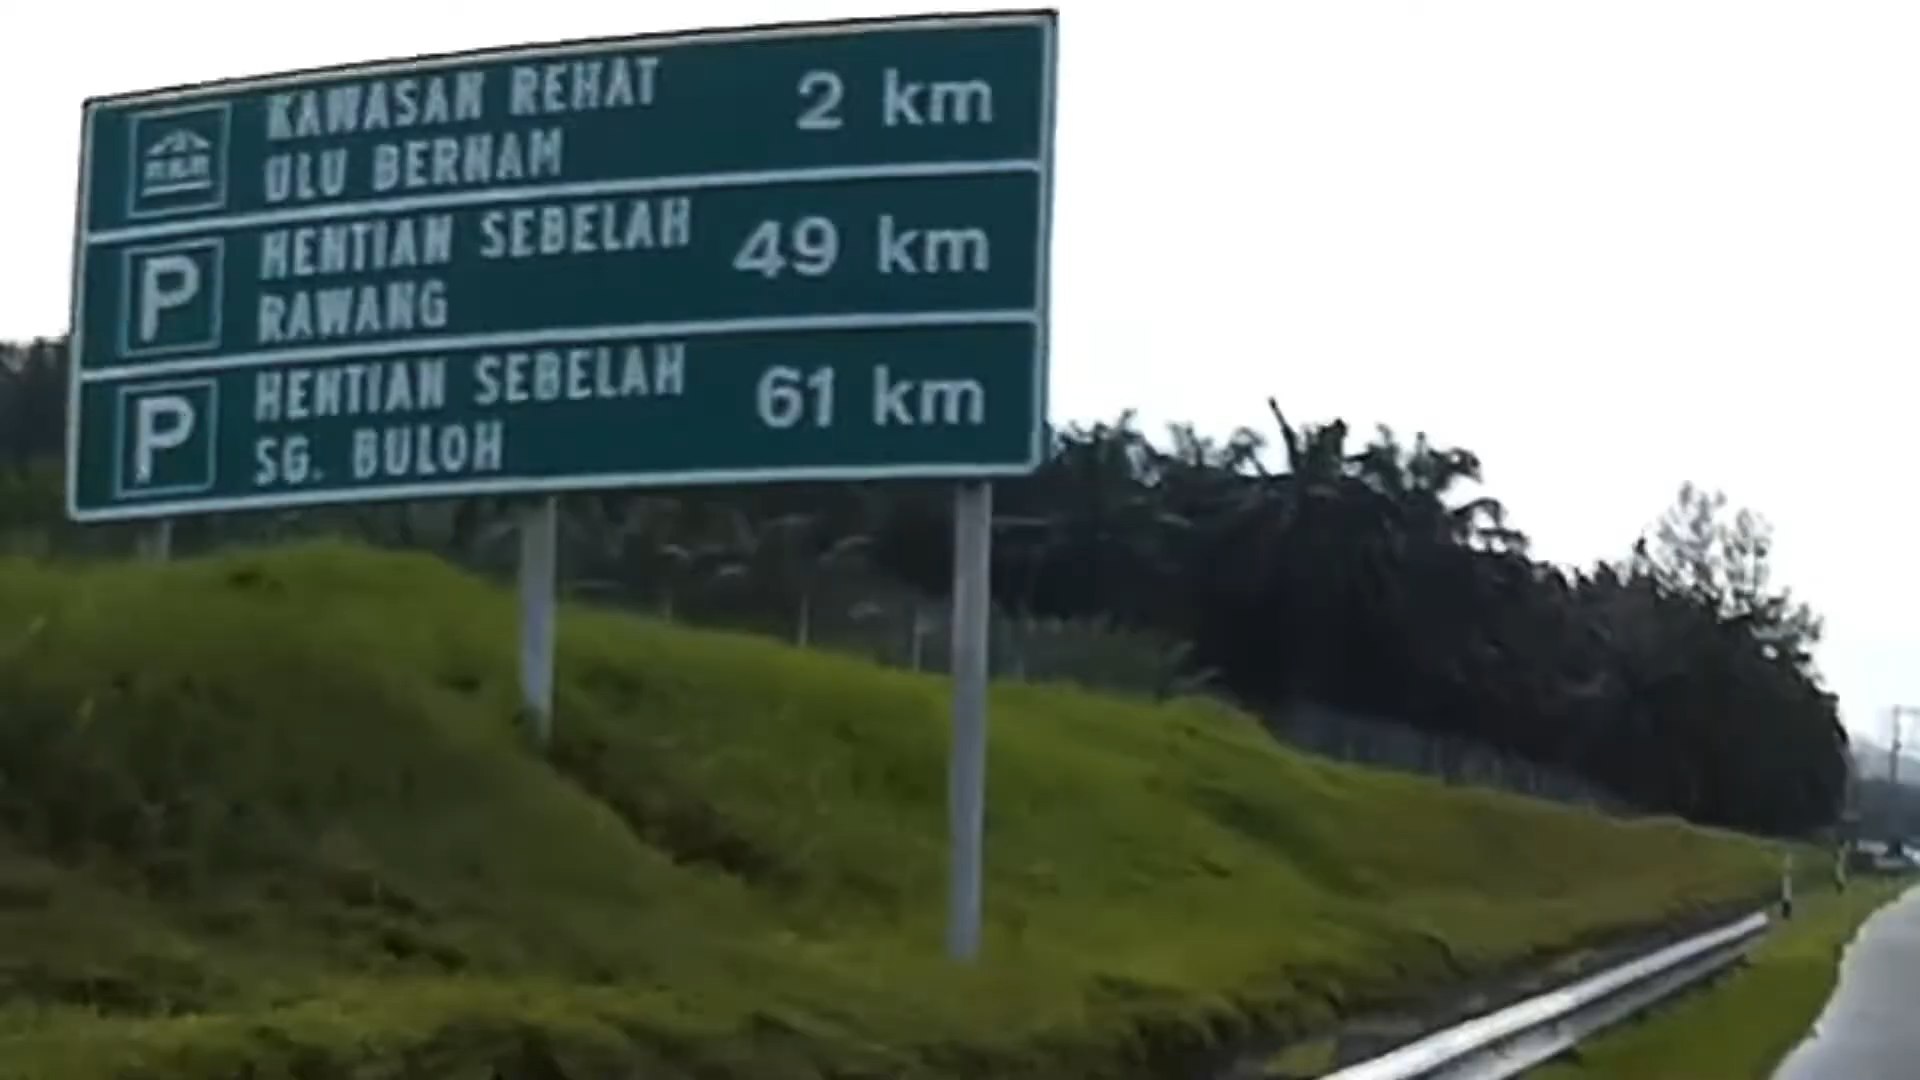 KAWASAN REHAT
ULU BERNAM
2 km
R&R
P
HENTIAN SEBELAH
RAWANG
49 km
P
HENTIAN SEBELAH
SG. BULOH
61 km